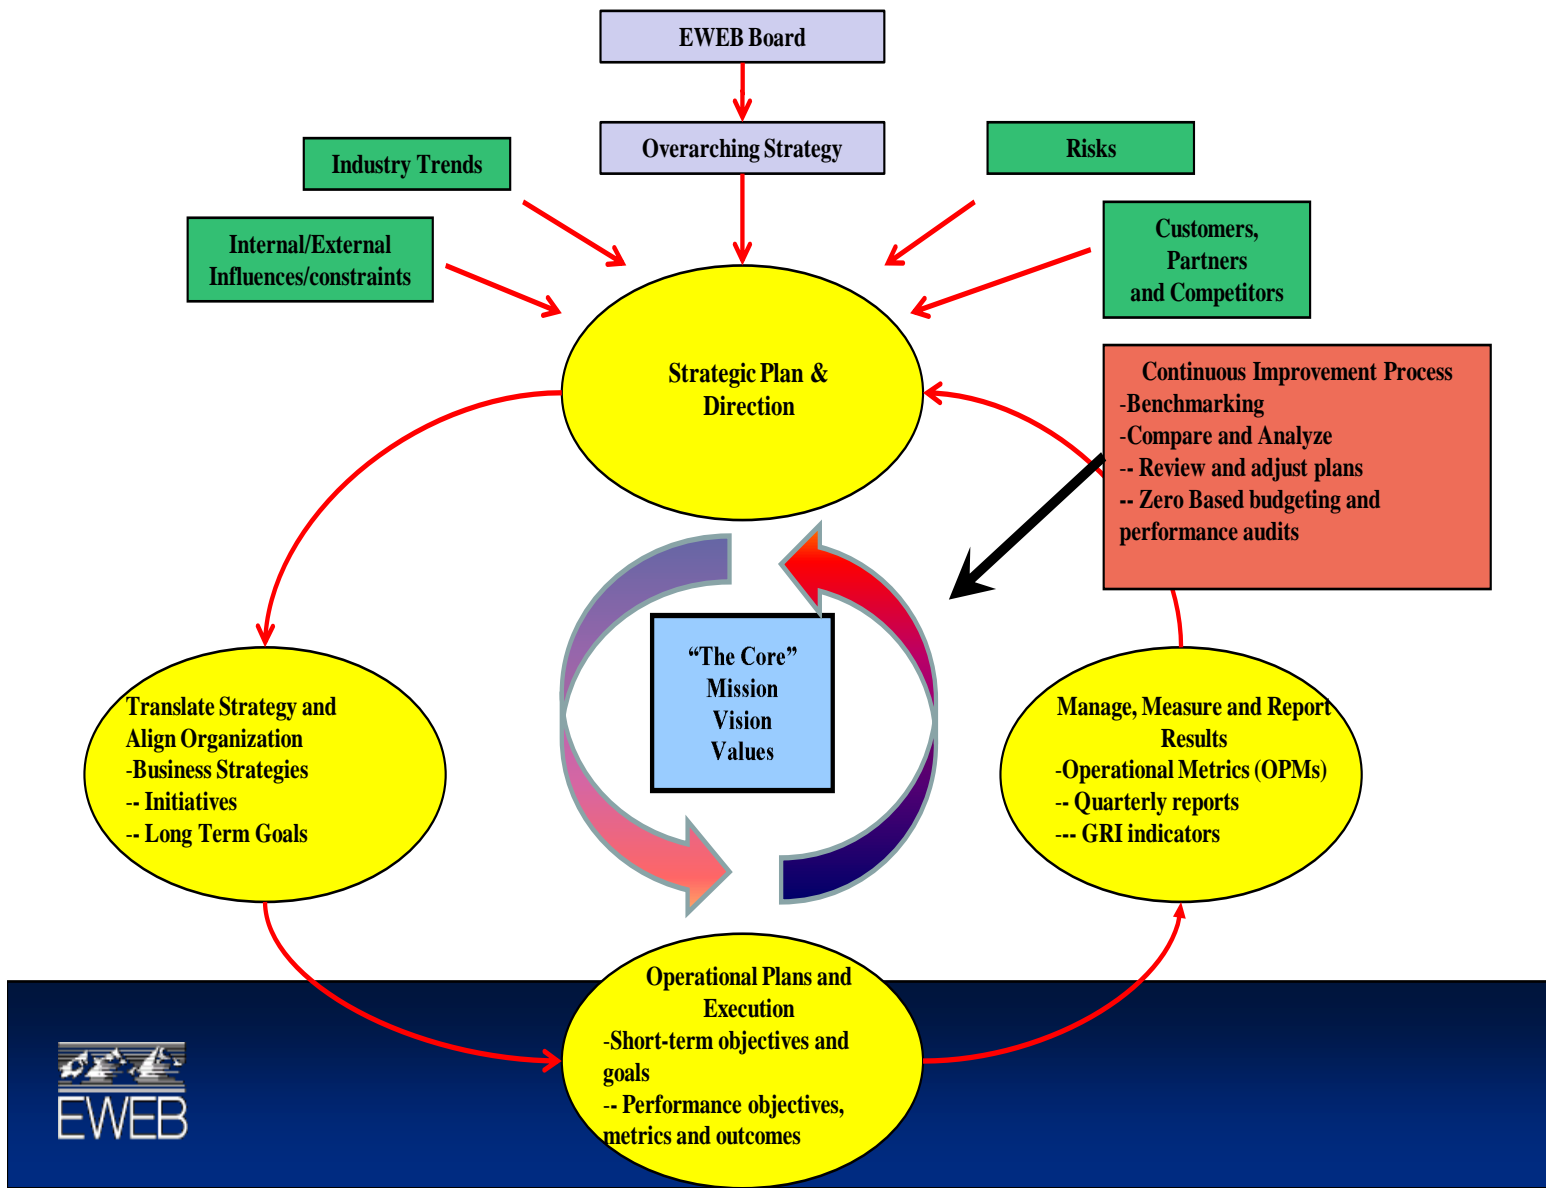 EWEB Board
Overarching Strategy
Industry Trends
Risks
Internal/External
Influences/constraints
Customers,
Partners
and Competitors
Strategic Plan &
Direction
Continuous Improvement Process
-Benchmarking
-Compare and Analyze
-- Review and adjust plans
-- Zero Based budgeting and
performance audits
“The Core”
Mission
Vision
Values
Translate Strategy and
Align Organization
-Business Strategies
-- Initiatives
-- Long Term Goals
Manage, Measure and Report
Results
-Operational Metrics (OPMs)
-- Quarterly reports
--- GRI indicators
Operational Plans and
Execution
-Short-term objectives and
goals
-- Performance objectives,
metrics and outcomes
EWEB